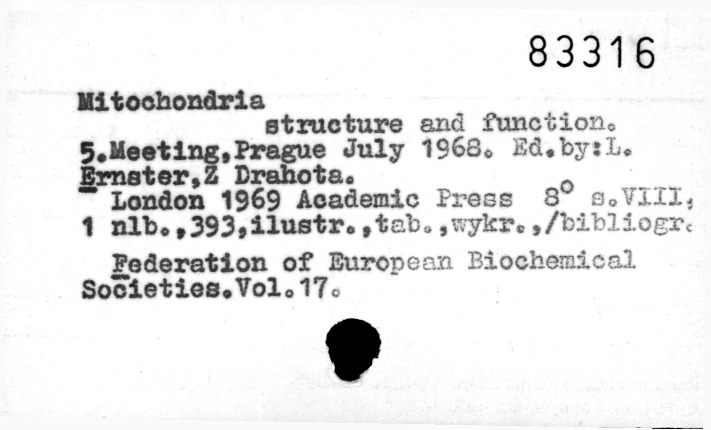 83316
Mitochondria
structure and function.
5.Meeting,Prague July 1968. Ed.by:L.
Ernster,Z Drahota.
London 1969 Academic Press 8° s.VIII,
1 nlb.,393,ilustr.,tab.,wykr.,/bibliogr.
Federation of European Biochemical
Societies.Vol.17.